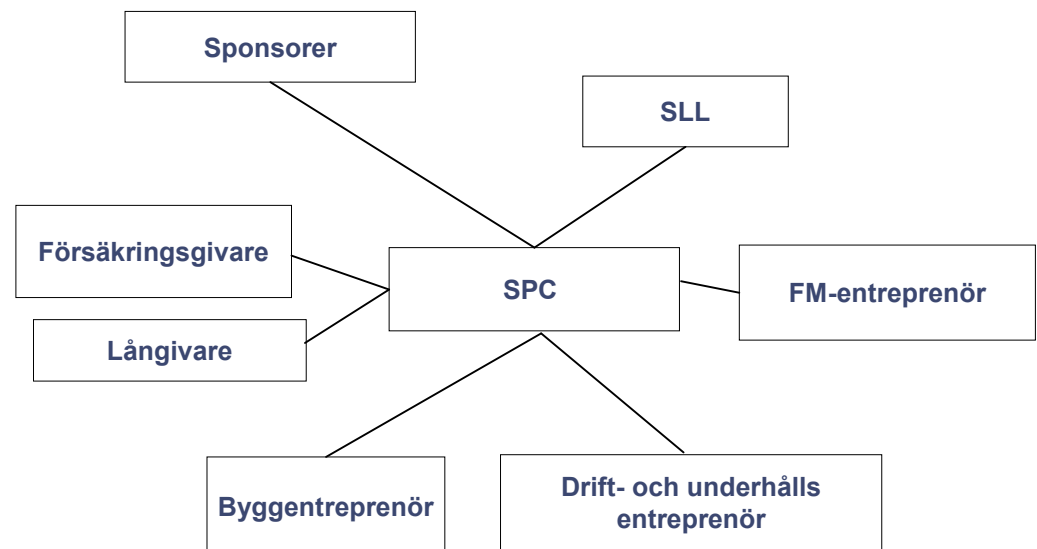 Sponsorer
SLL
Försäkringsgivare
SPC
FM-entreprenör
Långivare
Byggentreprenör
Drift- och underhålls
entreprenör